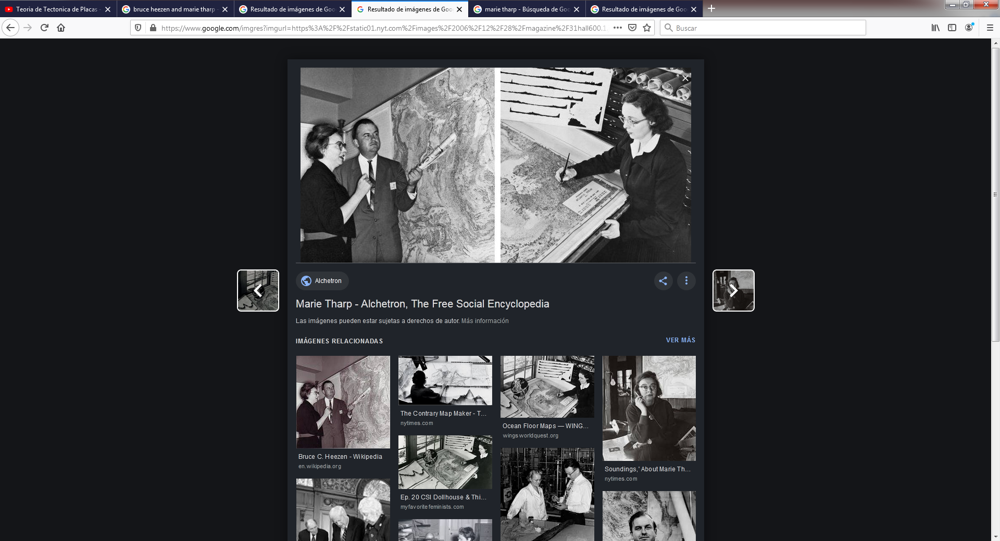 Teoria de Tectonica de Placas -
bruce heezen and marie tharp -
Resultado de imágenes de Goo
Resultado de imágenes de Goo
marie tharp - Búsqueda de Go
Resultado de imágenes de Goo
https://www.google.com/imgres?imgurl=https%3A%2F%2Fstatic01.nyt.com%2Fimages%2F2006%2F12%2F28%2Fmagazine%2F31hall600.1
Buscar
ATLANTIC OCEAN
Alchetron
Marie Tharp - Alchetron, The Free Social Encyclopedia
Las imágenes pueden estar sujetas a derechos de autor. Más información
IMÁGENES RELACIONADAS
VER MÁS
Bruce C. Heezen - Wikipedia
en.wikipedia.org
The Contrary Map Maker - T...
nytimes.com
Ep. 20 CSI Dollhouse & Thi...
myfavoritefeminists.com
Ocean Floor Maps — WING...
wingsworldquest.org
Soundings,' About Marie Th...
nytimes.com